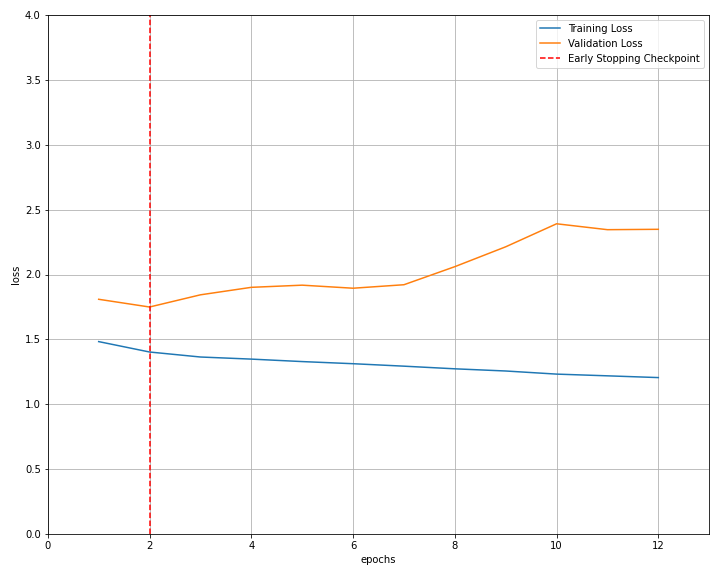 4.0
3.5
3.0
2.5
2.0
1.5
1.0
0.5
0.0
loss
Training Loss
Validation Loss
Early Stopping Checkpoint
0 2 4 6 8 10 12
epochs